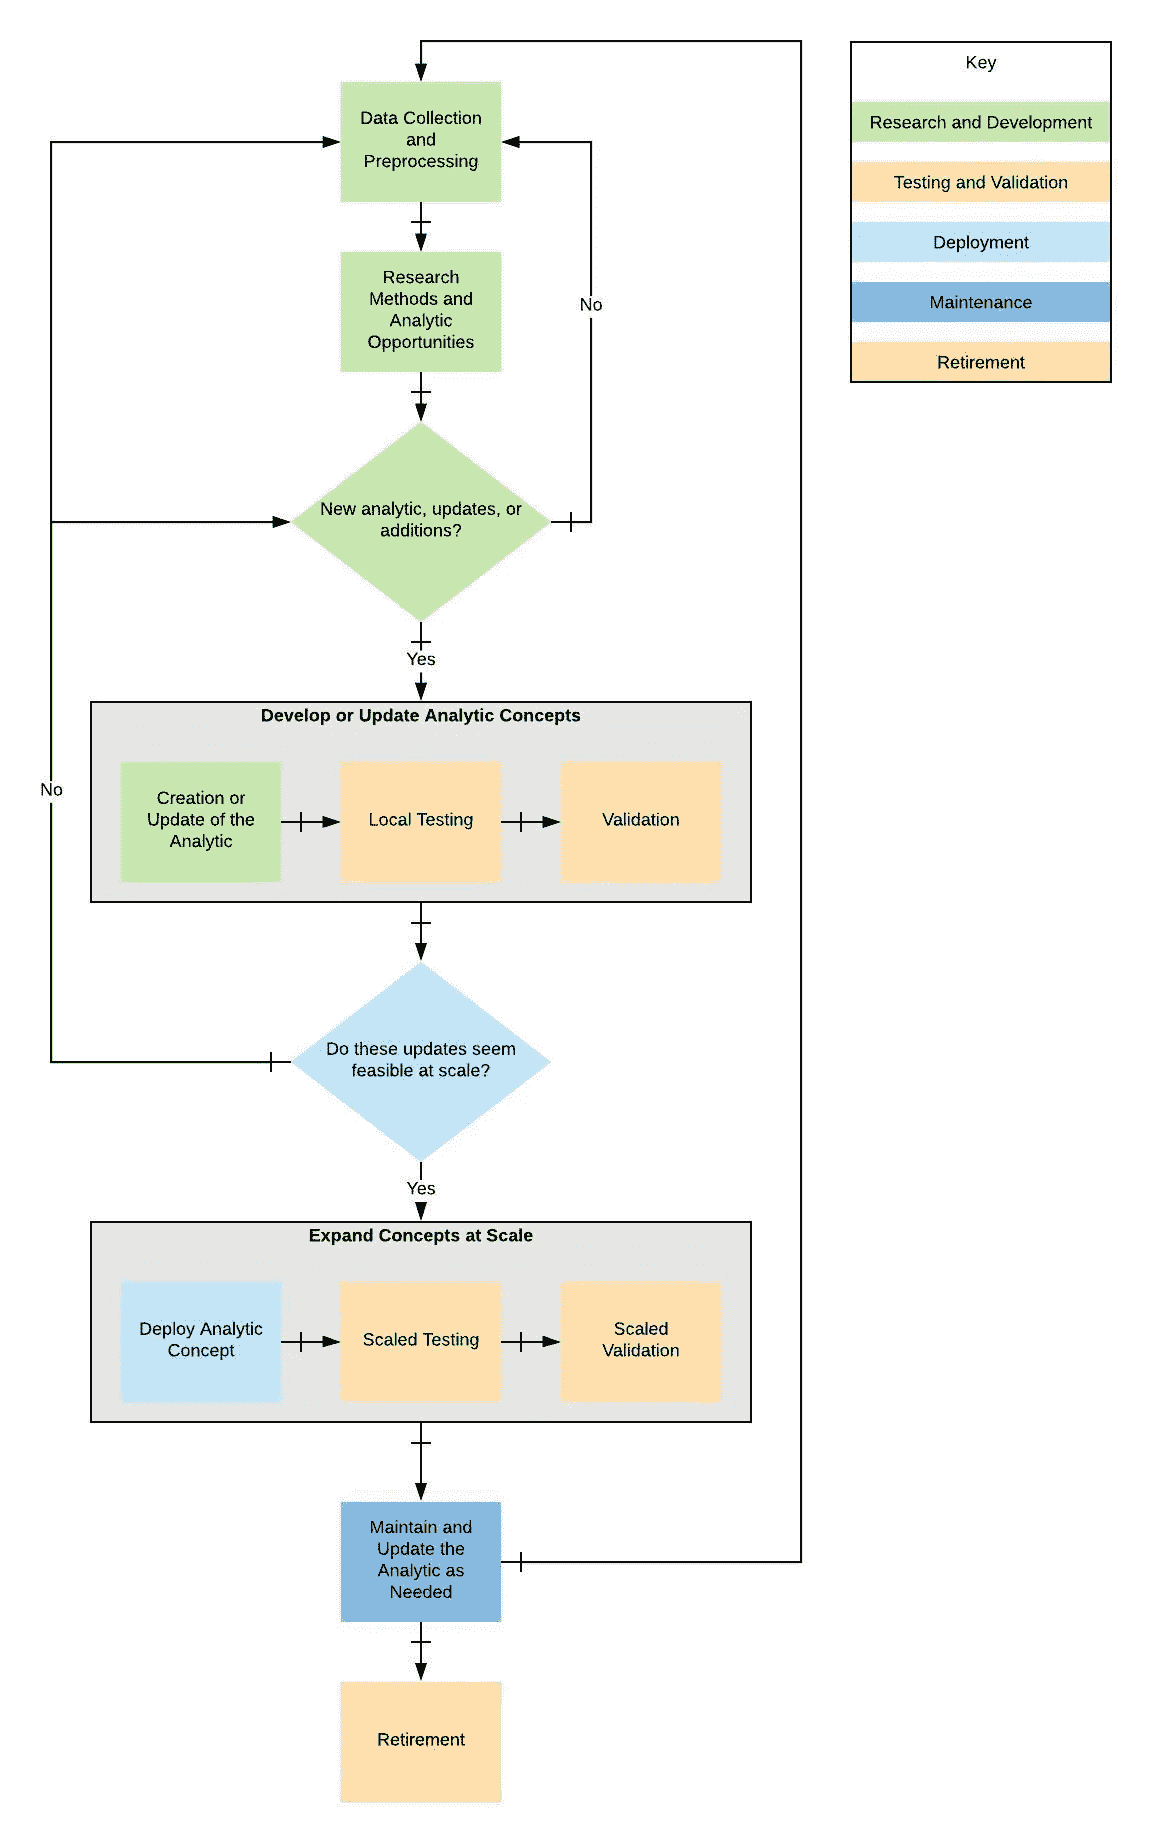 Key
Research and Development
Testing and Validation
Deployment
Maintenance
Retirement
Data Collection
and
Preprocessing
Research
Methods and
Analytic
Opportunities
No
New analytic, updates, or
additions?
Yes
Develop or Update Analytic Concepts
Creation or
Update of the
Analytic
Local Testing
Validation
No
Do these updates seem
feasible at scale?
Yes
Expand Concepts at Scale
Deploy Analytic
Concept
Scaled Testing
Scaled
Validation
Maintain and
Update the
Analytic as
Needed
Retirement